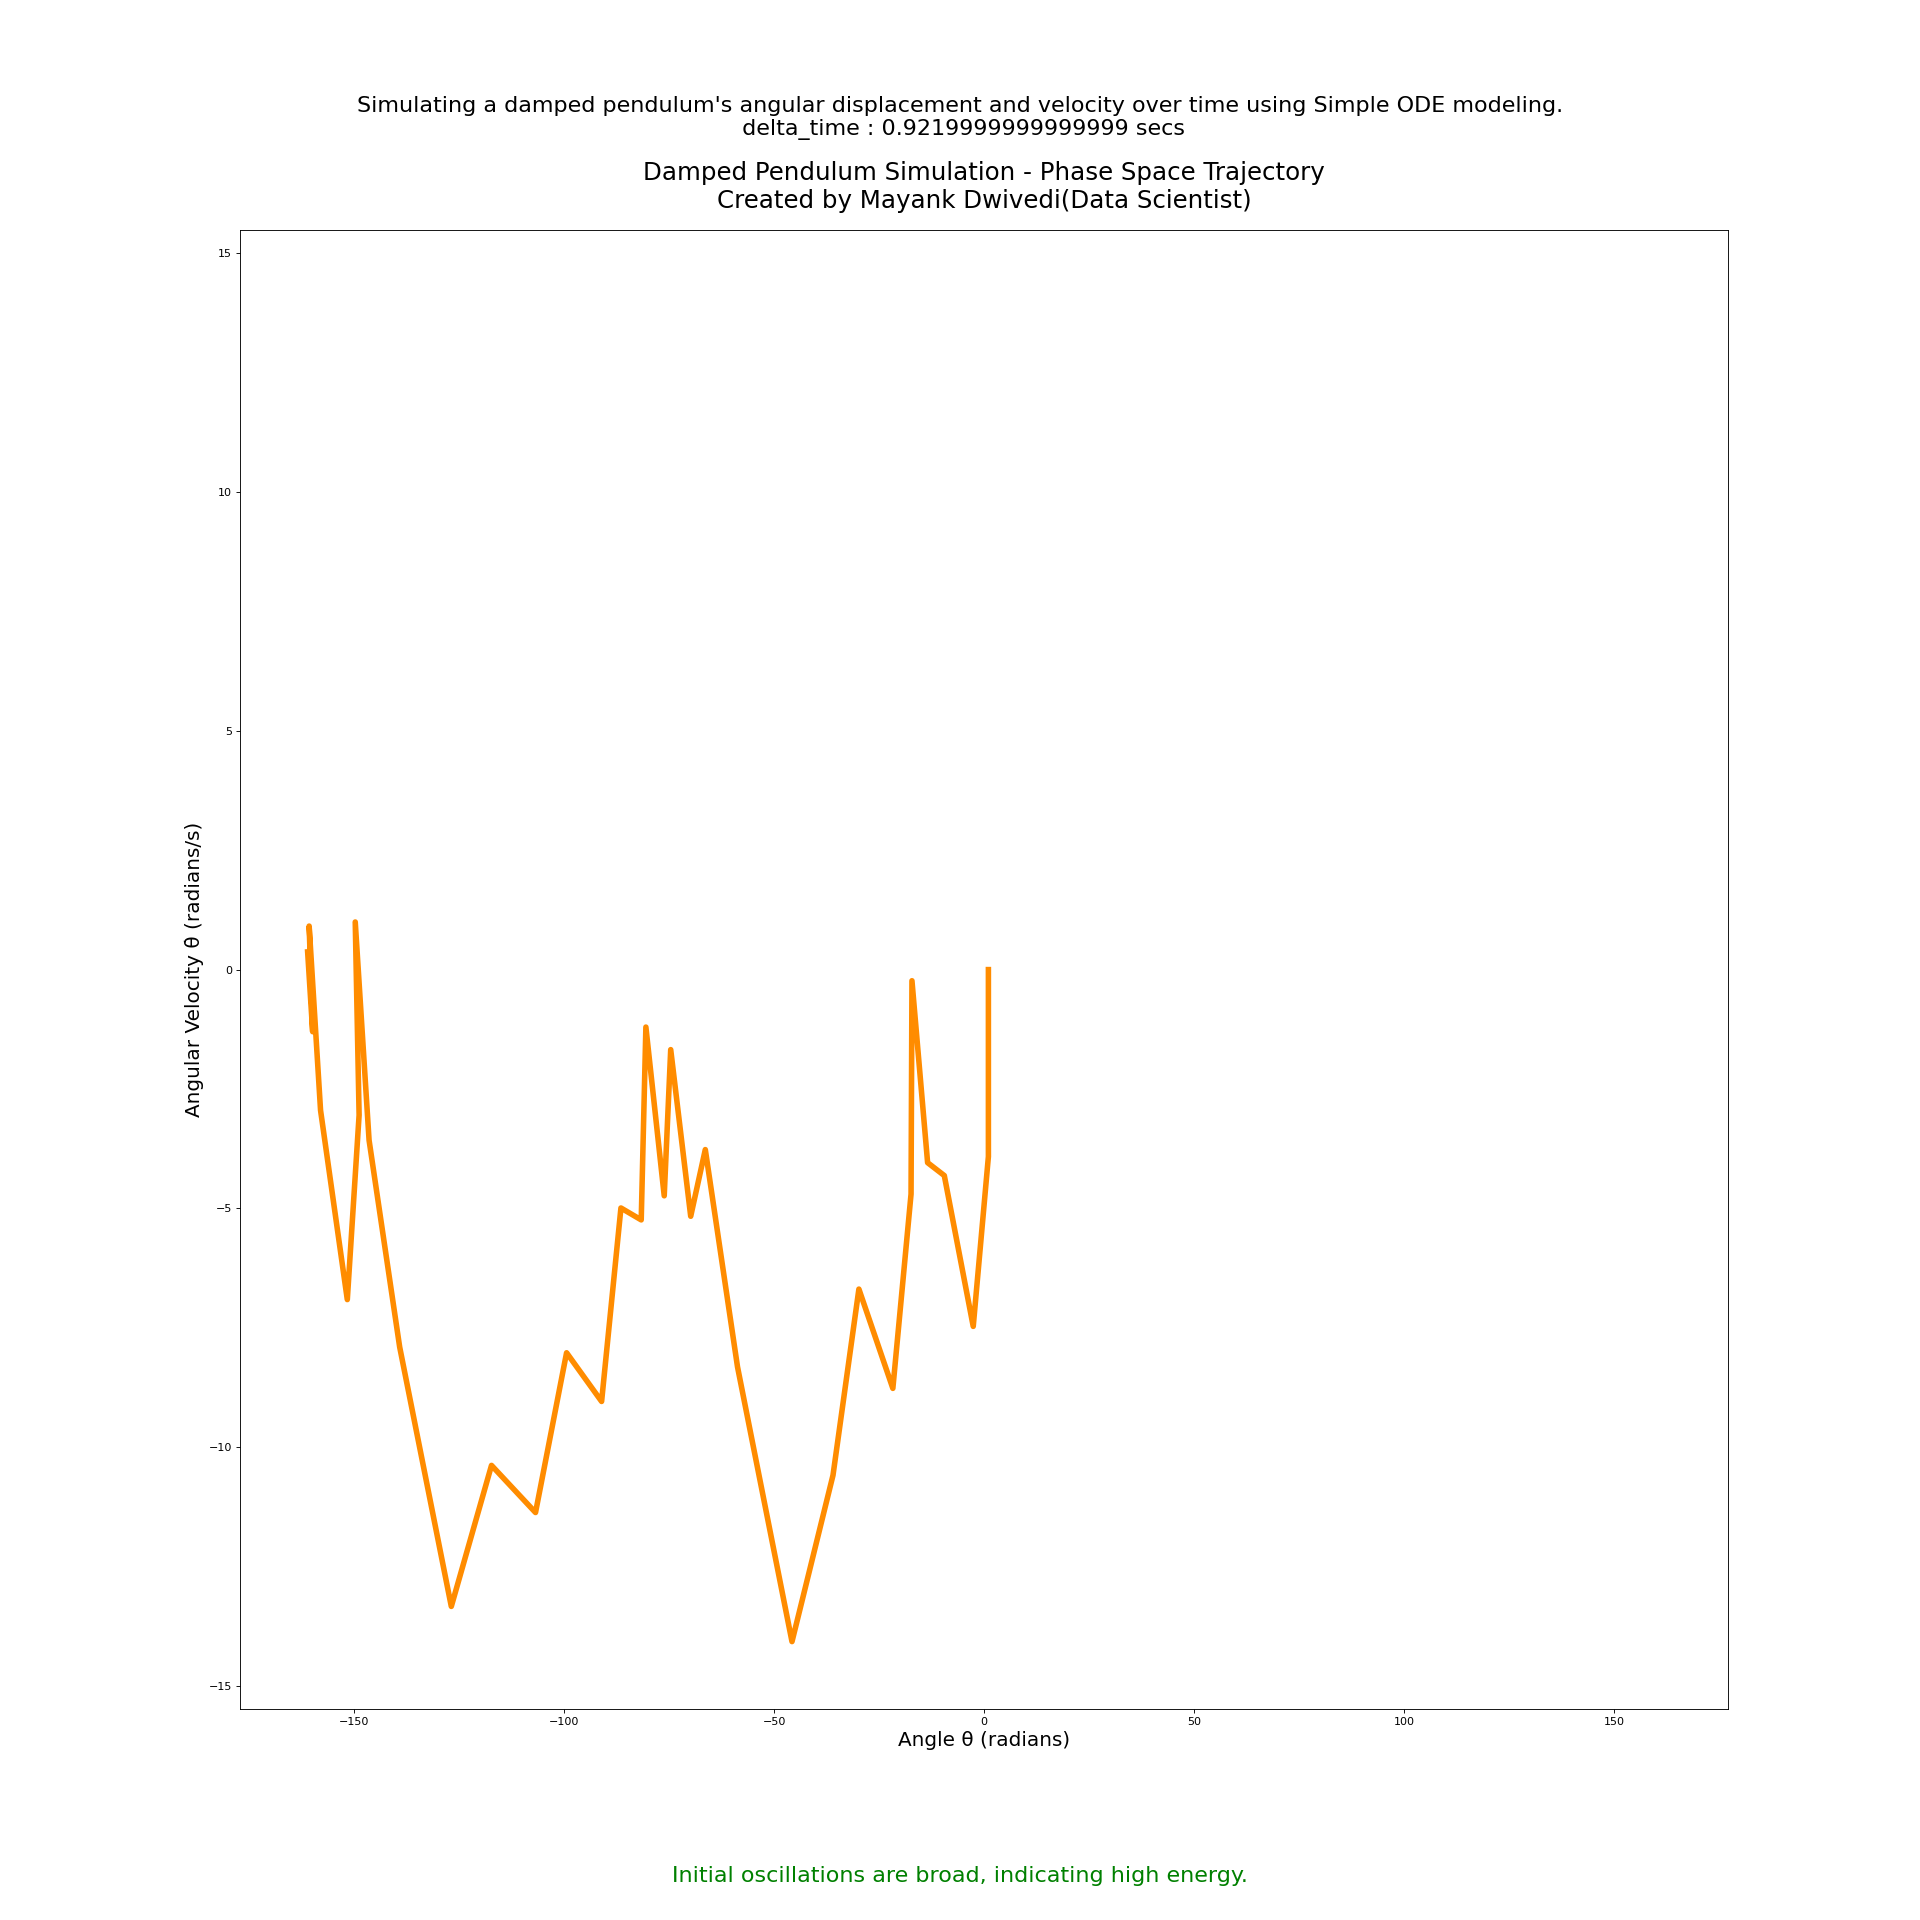 Simulating a damped pendulum's angular displacement and velocity over time using Simple ODE modeling.
delta_time : 0.9219999999999999 secs
Damped Pendulum Simulation - Phase Space Trajectory
Created by Mayank Dwivedi(Data Scientist)
15
10
5
0
−5
−10
−15
Angular Velocity θ (radians/s)
−150
−100
−50
0
50
100
150
Angle θ (radians)
Initial oscillations are broad, indicating high energy.